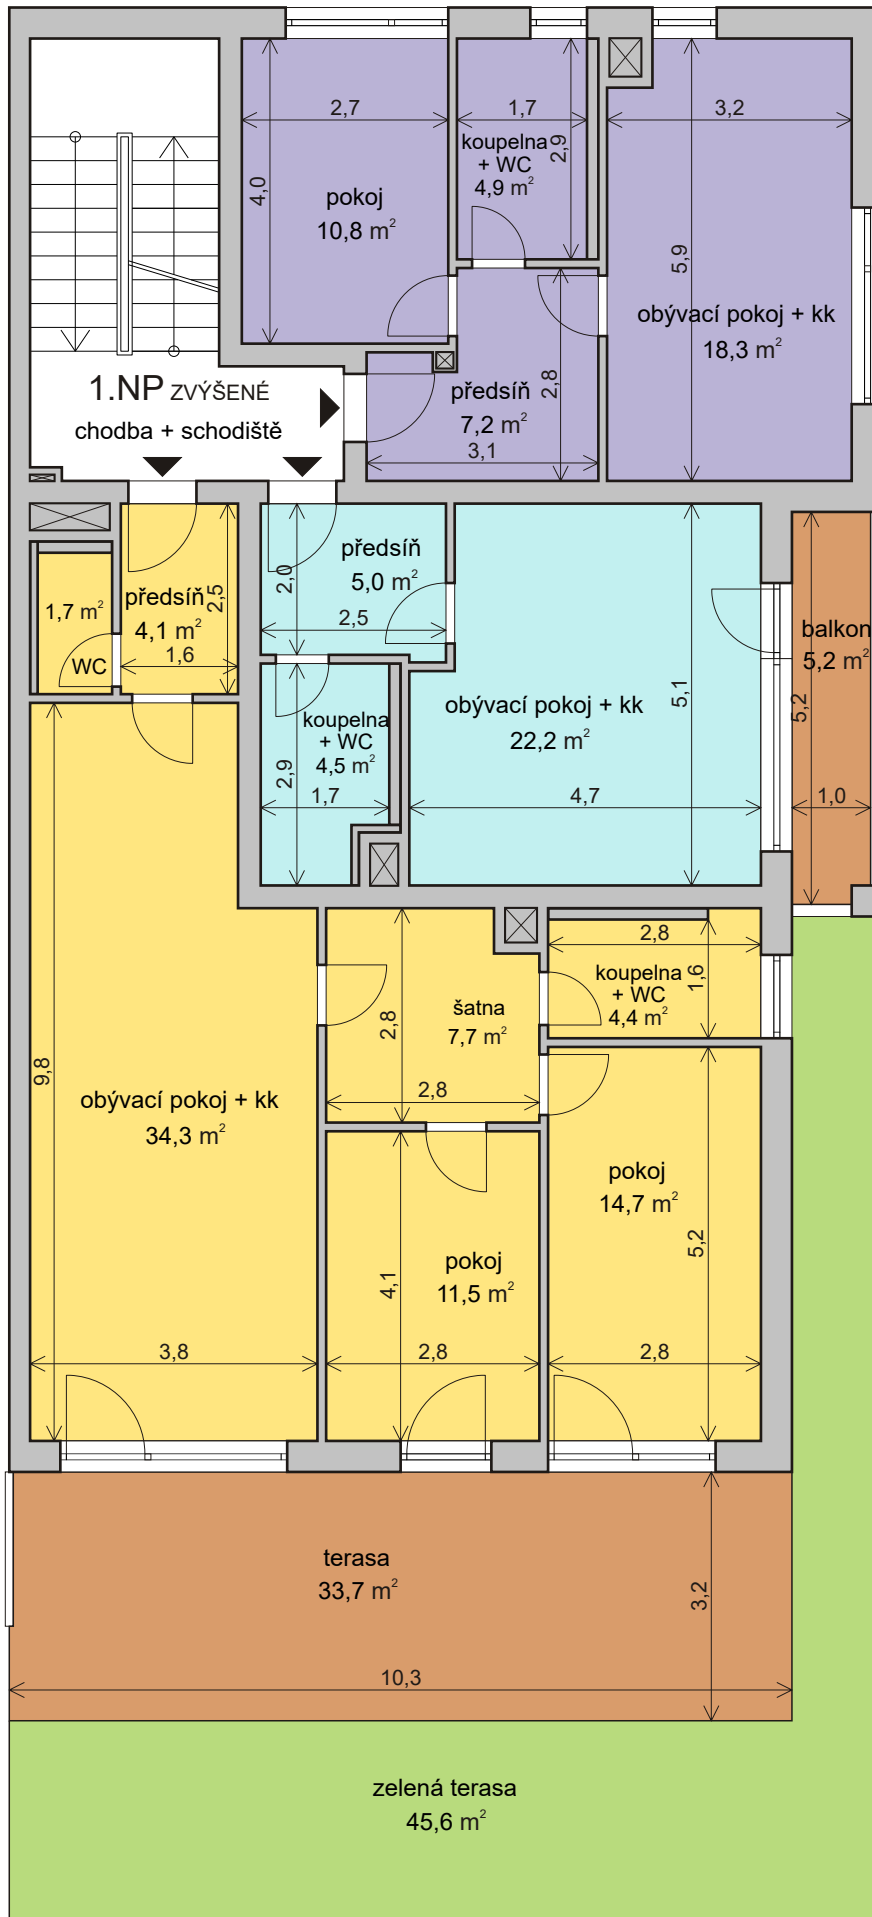 2,7
4,0
pokoj
10,8 m²
1,7
koupelna
+ WC
4,9 m²
2,9
3,2
5,9
obývací pokoj + kk
18,3 m²
1.NP ZVÝŠENÉ
chodba + schodiště
předsíň
7,2 m²
2,8
3,1
1,7 m²
WC
předsíň
4,1 m²
2,5
1,6
předsíň
5,0 m²
2,0
2,5
koupelna
+ WC
4,5 m²
2,9
1,7
obývací pokoj + kk
22,2 m²
5,1
4,7
balkon
5,2 m²
5,2
1,0
9,8
obývací pokoj + kk
34,3 m²
3,8
šatna
7,7 m²
2,8
2,8
2,8
koupelna
+ WC
4,4 m²
1,6
pokoj
14,7 m²
5,2
2,8
pokoj
11,5 m²
4,1
2,8
terasa
33,7 m²
3,2
10,3
zelená terasa
45,6 m²